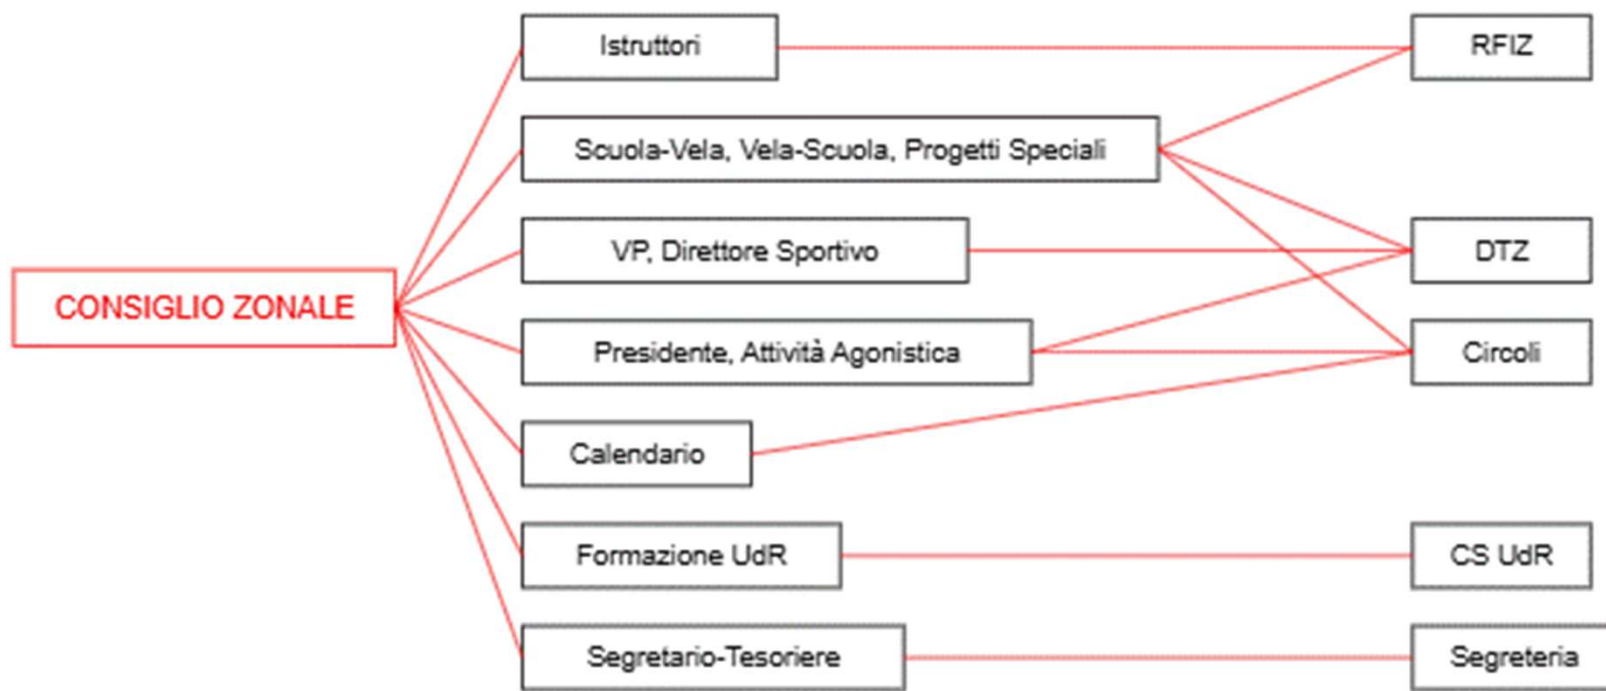 Istruttori
RFIZ
Scuola-Vela, Vela-Scuola, Progetti Speciali
VP, Direttore Sportivo
DTZ
CONSIGLIO ZONALE
Presidente, Attività Agonistica
Circoli
Calendario
Formazione UdR
CS UdR
Segretario-Tesoriere
Segreteria